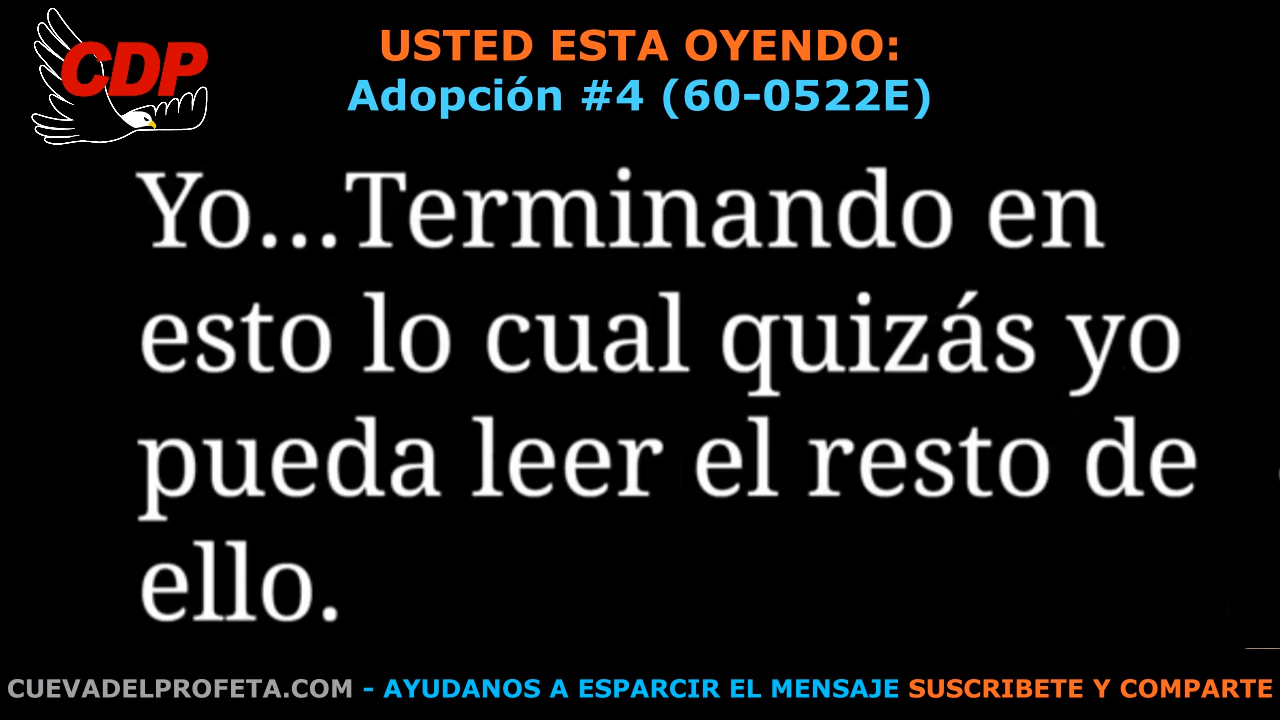 CDP
USTED ESTA OYENDO:
Adopción #4 (60-0522E)
Yo...Terminando en
esto lo cual quizás yo
pueda leer el resto de
ello.
CUEVADELPROFETA.COM - AYUDANOS A ESPARCIR EL MENSAJE SUSCRIBETE Y COMPARTE